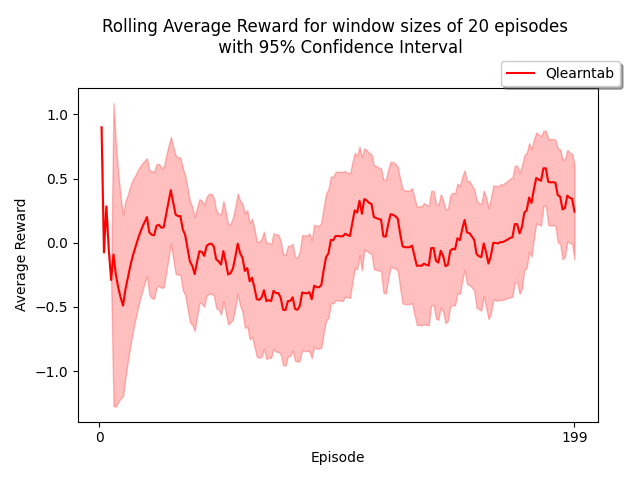 Rolling Average Reward for window sizes of 20 episodes
with 95% Confidence Interval
Qlearntab
1.0
0.5
0.0
−0.5
−1.0
Average Reward
0
199
Episode